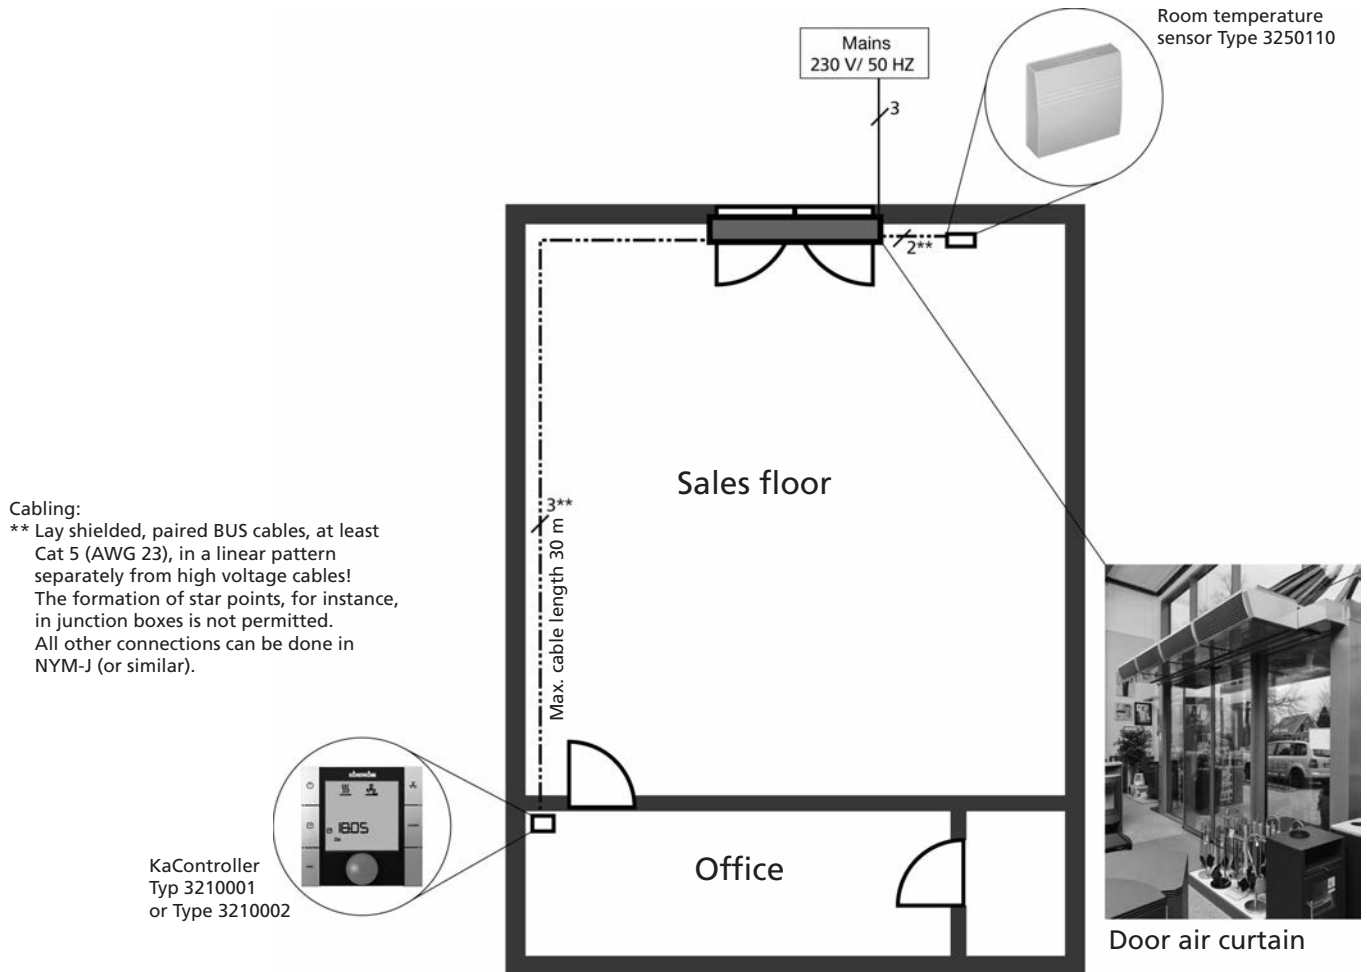 Room temperature
sensor Type 3250110
Mains
230 V/ 50 HZ
3
2**
Sales floor
3**
Max. cable length 30 m
Cabling:
** Lay shielded, paired BUS cables, at least
Cat 5 (AWG 23), in a linear pattern
separately from high voltage cables!
The formation of star points, for instance,
in junction boxes is not permitted.
All other connections can be done in
NYM-J (or similar).
18:05
KaController
Typ 3210001
or Type 3210002
Office
Door air curtain